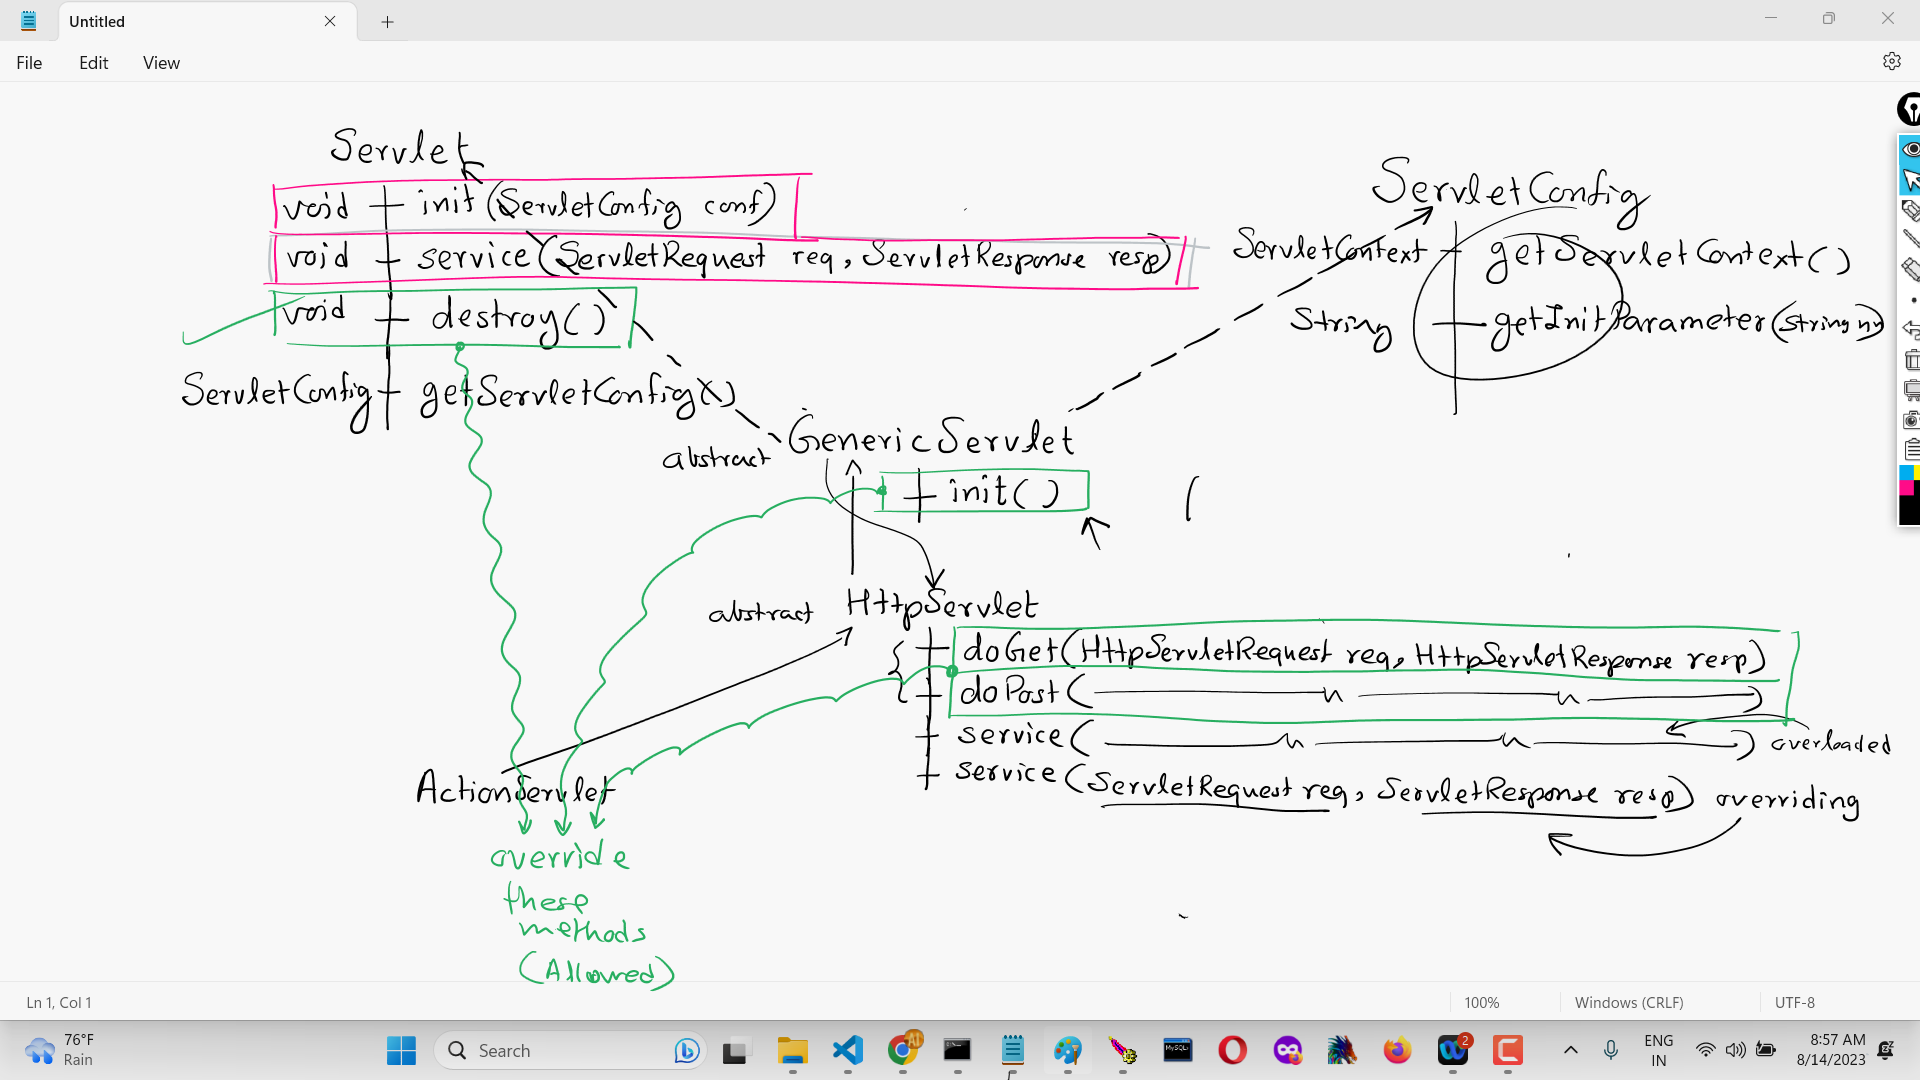 Untitled
File Edit View
Servlet
void init(ServletConfig conf)
void service(ServletRequest req, ServletResponse resp)
void destroy()
ServletConfig getServletConfig()
ServletConfig
ServletContext getServletContext()
String getInitParameter(String nm)
abstract GenericServlet
init()
(
abstract HttpServlet
doGet(HttpServletRequest req, HttpServletResponse resp)
doPost( )
service( ) overloaded
service(ServletRequest req, ServletResponse resp) overriding
ActionServlet
override
these
methods
(Allowed)
Ln 1, Col 1 100% Windows (CRLF) UTF-8
76°F
Rain
Search
MySQL
2
ENG
IN
8:57 AM
8/14/2023